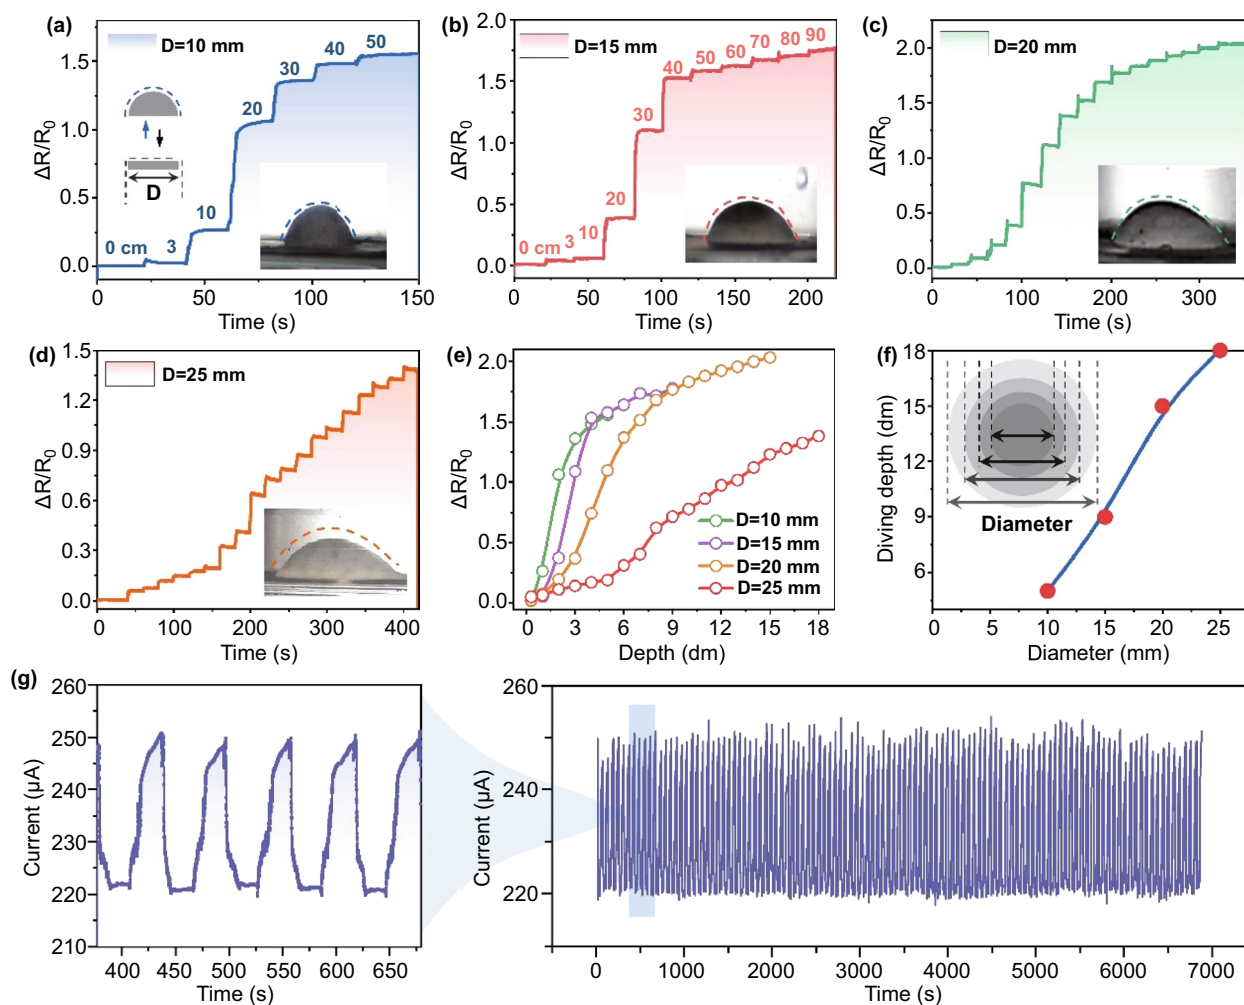 (a)
D=10 mm
ΔR/R0
1.5
1.0
0.5
0.0
0 cm
3
10
20
30
40
50
D
0
50
100
150
Time (s)
(b)
D=15 mm
ΔR/R0
2.0
1.5
1.0
0.5
0.0
0 cm
3
10
20
30
40
50
60
70
80
90
0
50
100
150
200
Time (s)
(c)
D=20 mm
ΔR/R0
2.0
1.5
1.0
0.5
0.0
0
100
200
300
Time (s)
(d)
D=25 mm
ΔR/R0
1.5
1.2
0.9
0.6
0.3
0.0
0
100
200
300
400
Time (s)
(e)
ΔR/R0
2.0
1.5
1.0
0.5
0.0
D=10 mm
D=15 mm
D=20 mm
D=25 mm
0
3
6
9
12
15
18
Depth (dm)
(f)
Diving depth (dm)
18
15
12
9
6
Diameter
0
5
10
15
20
25
Diameter (mm)
(g)
Current (μA)
260
250
240
230
220
210
400
450
500
550
600
650
Time (s)
Current (μA)
260
240
220
0
1000
2000
3000
4000
5000
6000
7000
Time (s)